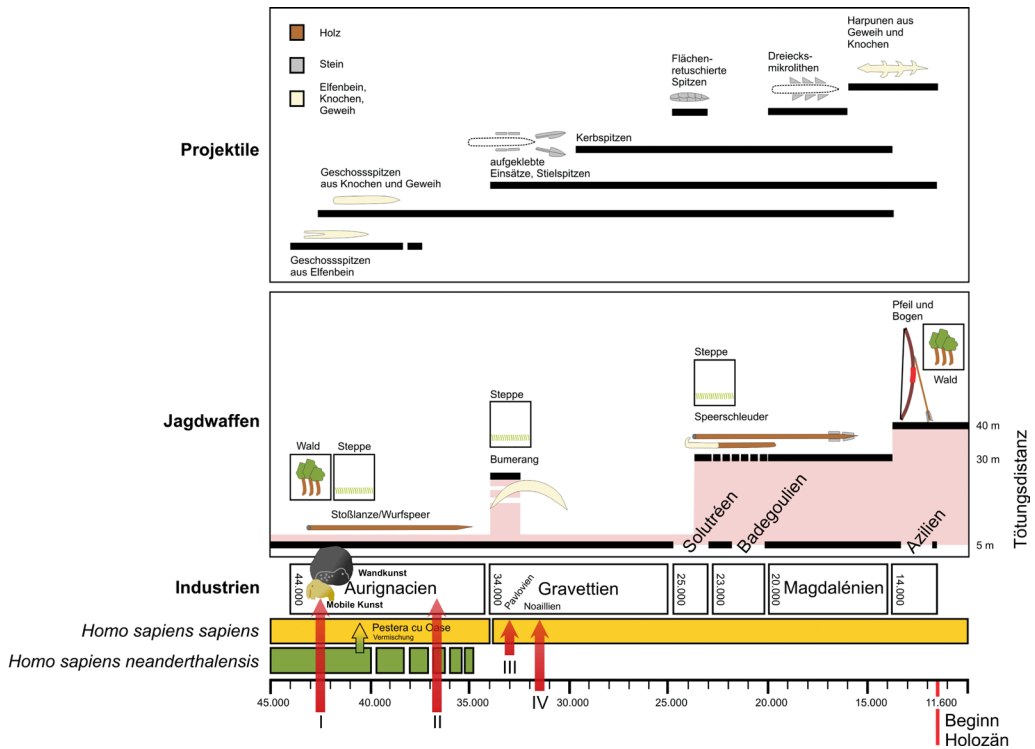 Holz
Stein
Elfenbein,
Knochen,
Geweih
Harpunen aus
Geweih und
Knochen
Flächen-
retuschierte
Spitzen
Dreiecks-
mikrolithen
Projektile
Kerbspitzen
aufgeklebte
Einsätze, Stielspitzen
Geschossspitzen
aus Knochen und Geweih
Geschossspitzen
aus Elfenbein
Pfeil und
Bogen
Wald
Steppe
Speerschleuder
Steppe
Bumerang
Jagdwaffen
Wald
Steppe
Stoßlanze/Wurfspeer
40 m
30 m
5 m
Tötungsdistanz
Solutréen
Badegoulien
Azilien
Industrien
44.000
Wandkunst
Aurignacien
Mobile Kunst
34.000
Pavlovien
Gravettien
Noaillien
25.000
23.000
20.000
Magdalénien
14.000
Homo sapiens sapiens
Pestera cu Oase
Vermischung
Homo sapiens neanderthalensis
I
II
III
IV
45.000
40.000
35.000
30.000
25.000
20.000
15.000
11.600
Beginn
Holozän